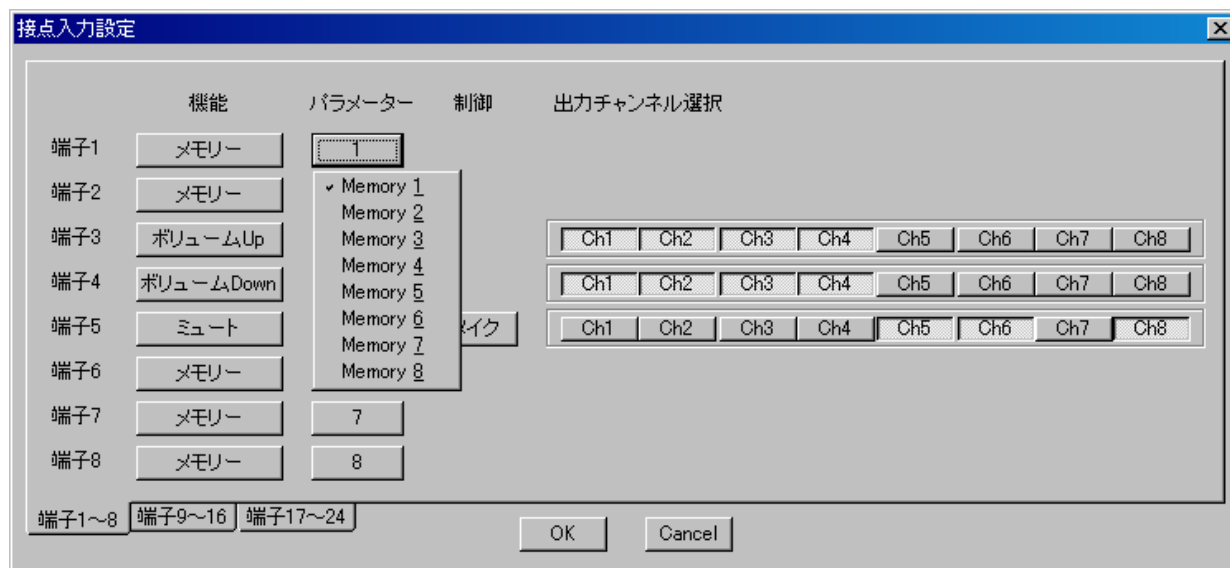 接点入力設定
機能 パラメーター 制御 出力チャンネル選択
端子1 メモリー 1
端子2 メモリー
端子3 ボリュームUp Ch1 Ch2 Ch3 Ch4 Ch5 Ch6 Ch7 Ch8
端子4 ボリュームDown Ch1 Ch2 Ch3 Ch4 Ch5 Ch6 Ch7 Ch8
端子5 ミュート Ch1 Ch2 Ch3 Ch4 Ch5 Ch6 Ch7 Ch8
端子6 メモリー
端子7 メモリー 7
端子8 メモリー 8
Memory 1
Memory 2
Memory 3
Memory 4
Memory 5
Memory 6
Memory 7
Memory 8
端子1～8 端子9～16 端子17～24
OK Cancel